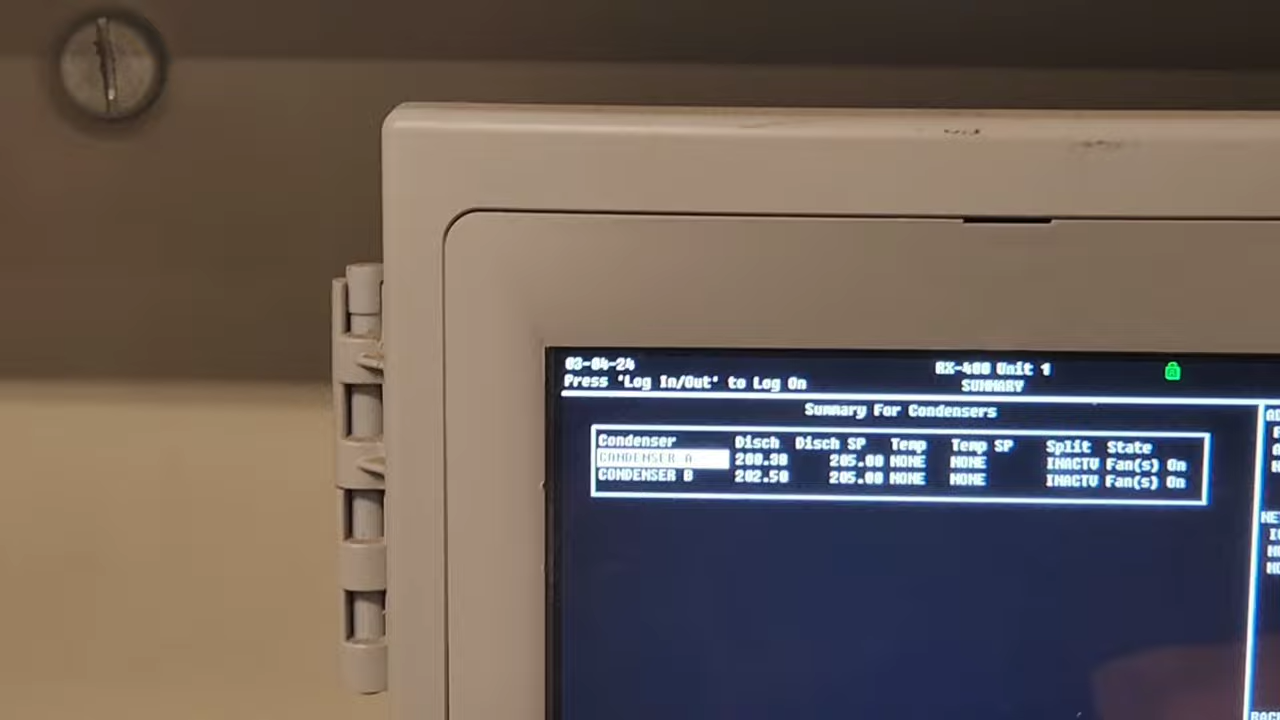 03-04-24 RX-400 Unit 1
Press 'Log In/Out' to Log On SUMMARY
Summary For Condensers
Condenser Disch Disch SP Temp Temp SP Split State
CONDENSER A 200.38 205.00 NONE NONE INACTV Fan(s) On
CONDENSER B 202.50 205.00 NONE NONE INACTV Fan(s) On